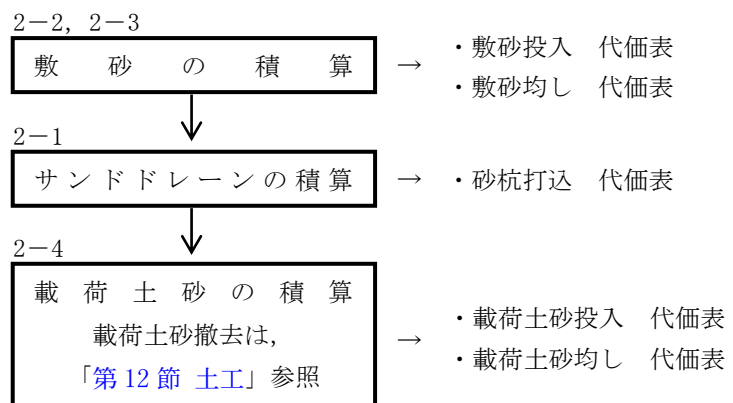 2-2, 2-3
敷砂の積算 → ・敷砂投入 代価表
・敷砂均し 代価表
2-1
サンドドレーンの積算 → ・砂杭打込 代価表
2-4
載荷土砂の積算
載荷土砂撤去は,
「第12節 土工」参照
→ ・載荷土砂投入 代価表
・載荷土砂均し 代価表